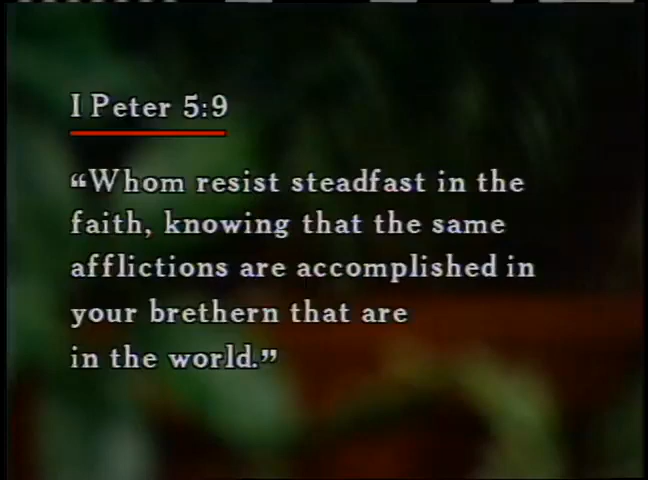 I Peter 5:9
“Whom resist steadfast in the
faith, knowing that the same
afflictions are accomplished in
your brethern that are
in the world.”